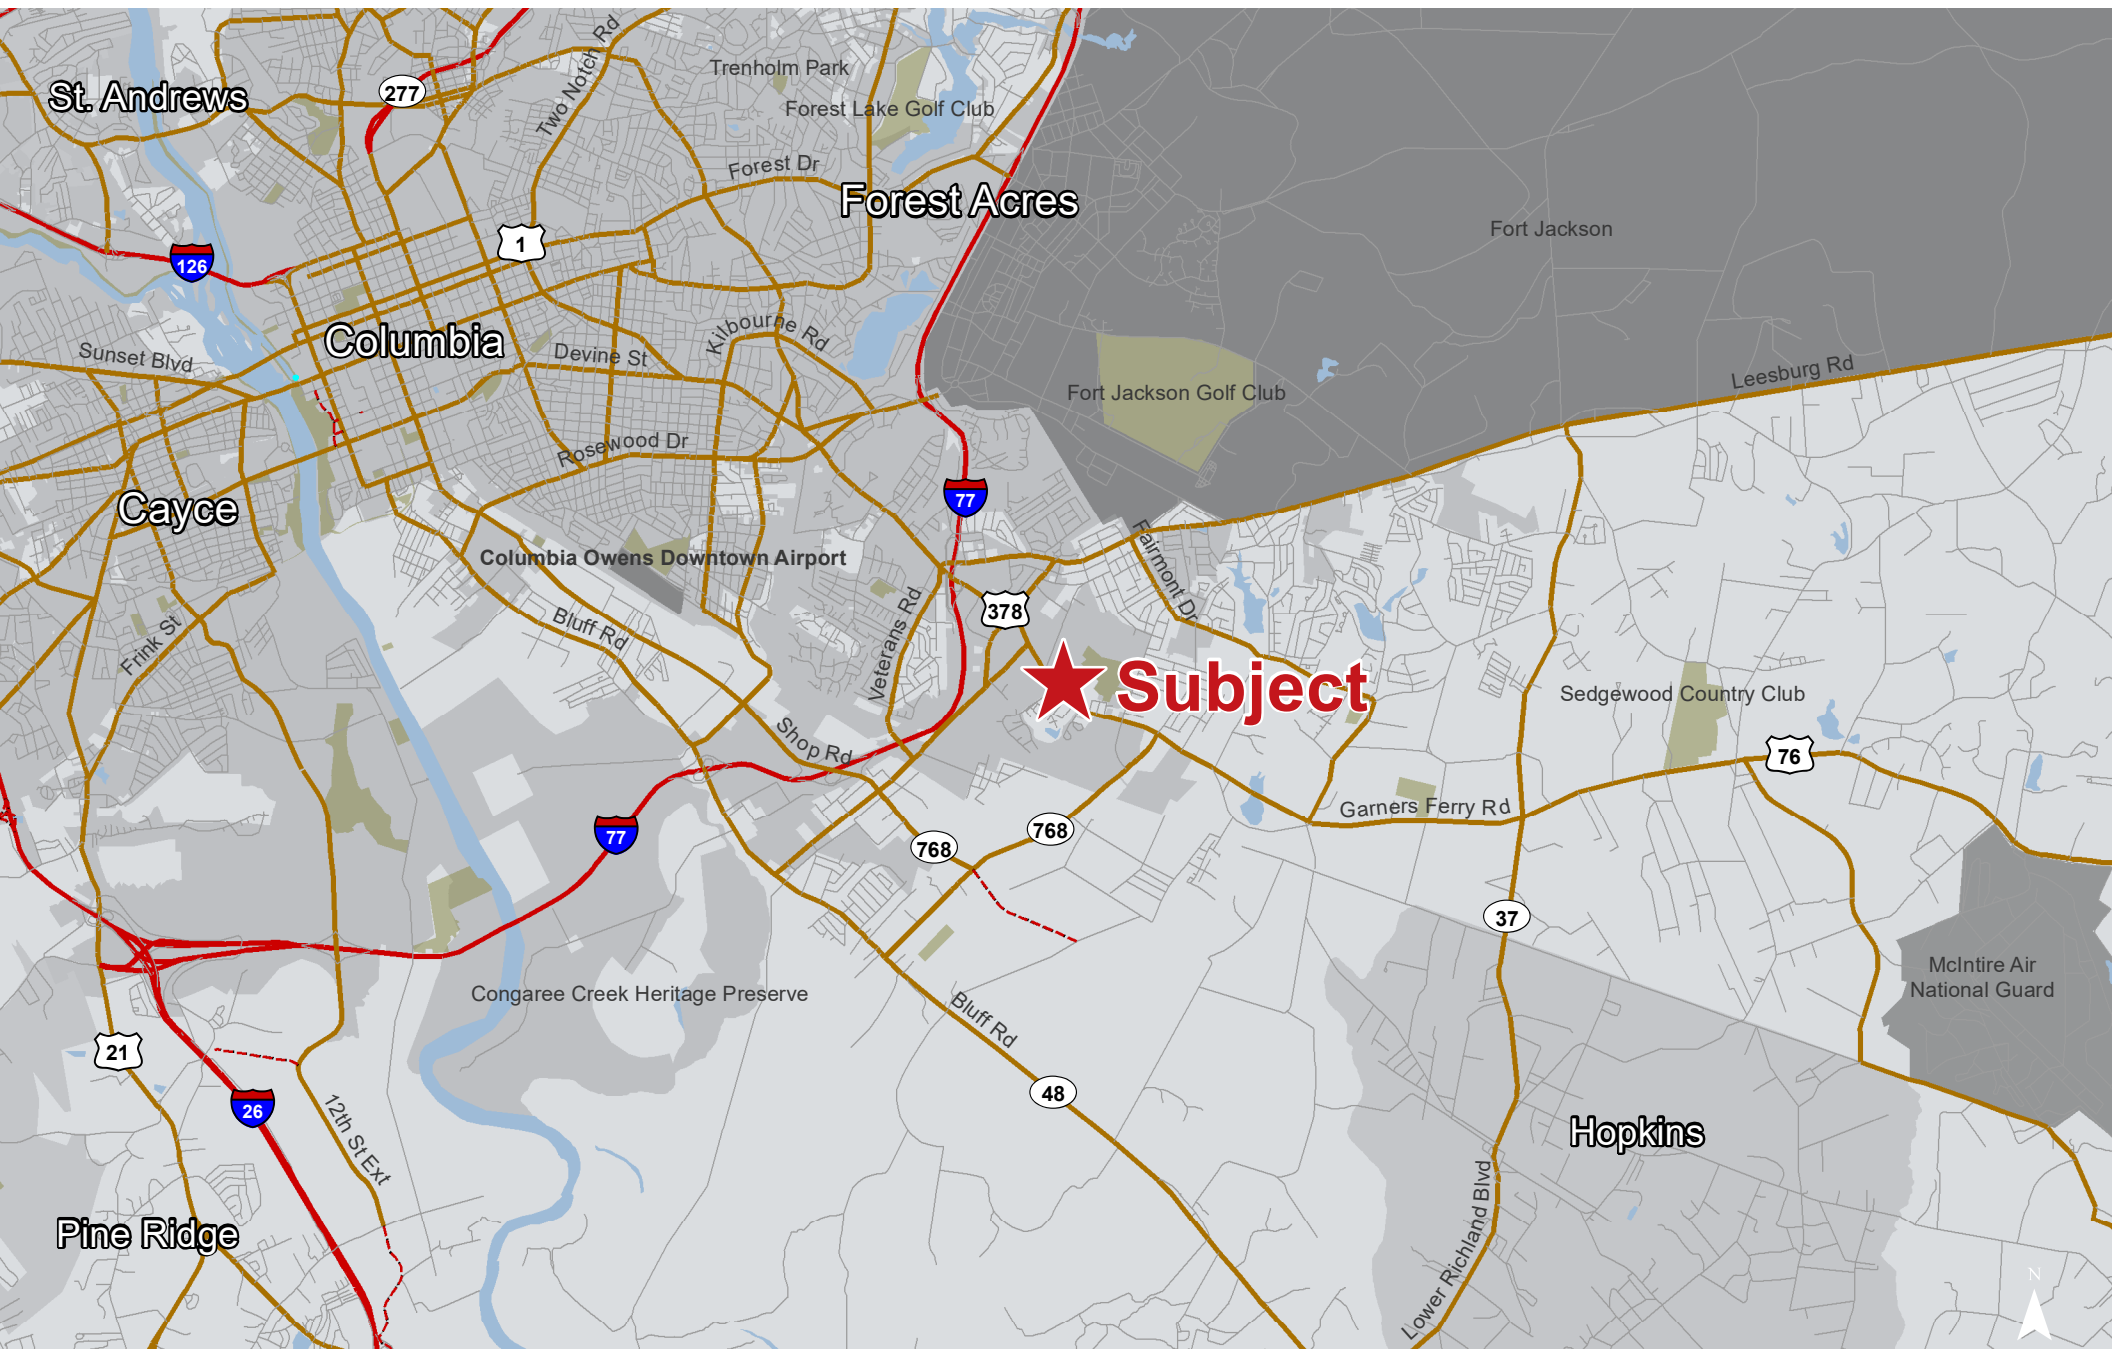 Trenholm Park
St. Andrews
277
Two Notch Rd
Forest Lake Golf Club
Forest Dr
Forest Acres
Fort Jackson
1
126
Columbia
Kilbourne Rd
Sunset Blvd
Devine St
Leesburg Rd
Fort Jackson Golf Club
Rosewood Dr
77
Cayce
Columbia Owens Downtown Airport
Fairmont Dr
378
Bluff Rd
Veterans Rd
Frink St
Subject
Sedgewood Country Club
Shop Rd
76
Garners Ferry Rd
77
768
768
37
McIntire Air
National Guard
Congaree Creek Heritage Preserve
Bluff Rd
21
48
26
12th St Ext
Hopkins
Pine Ridge
Lower Richland Blvd
N